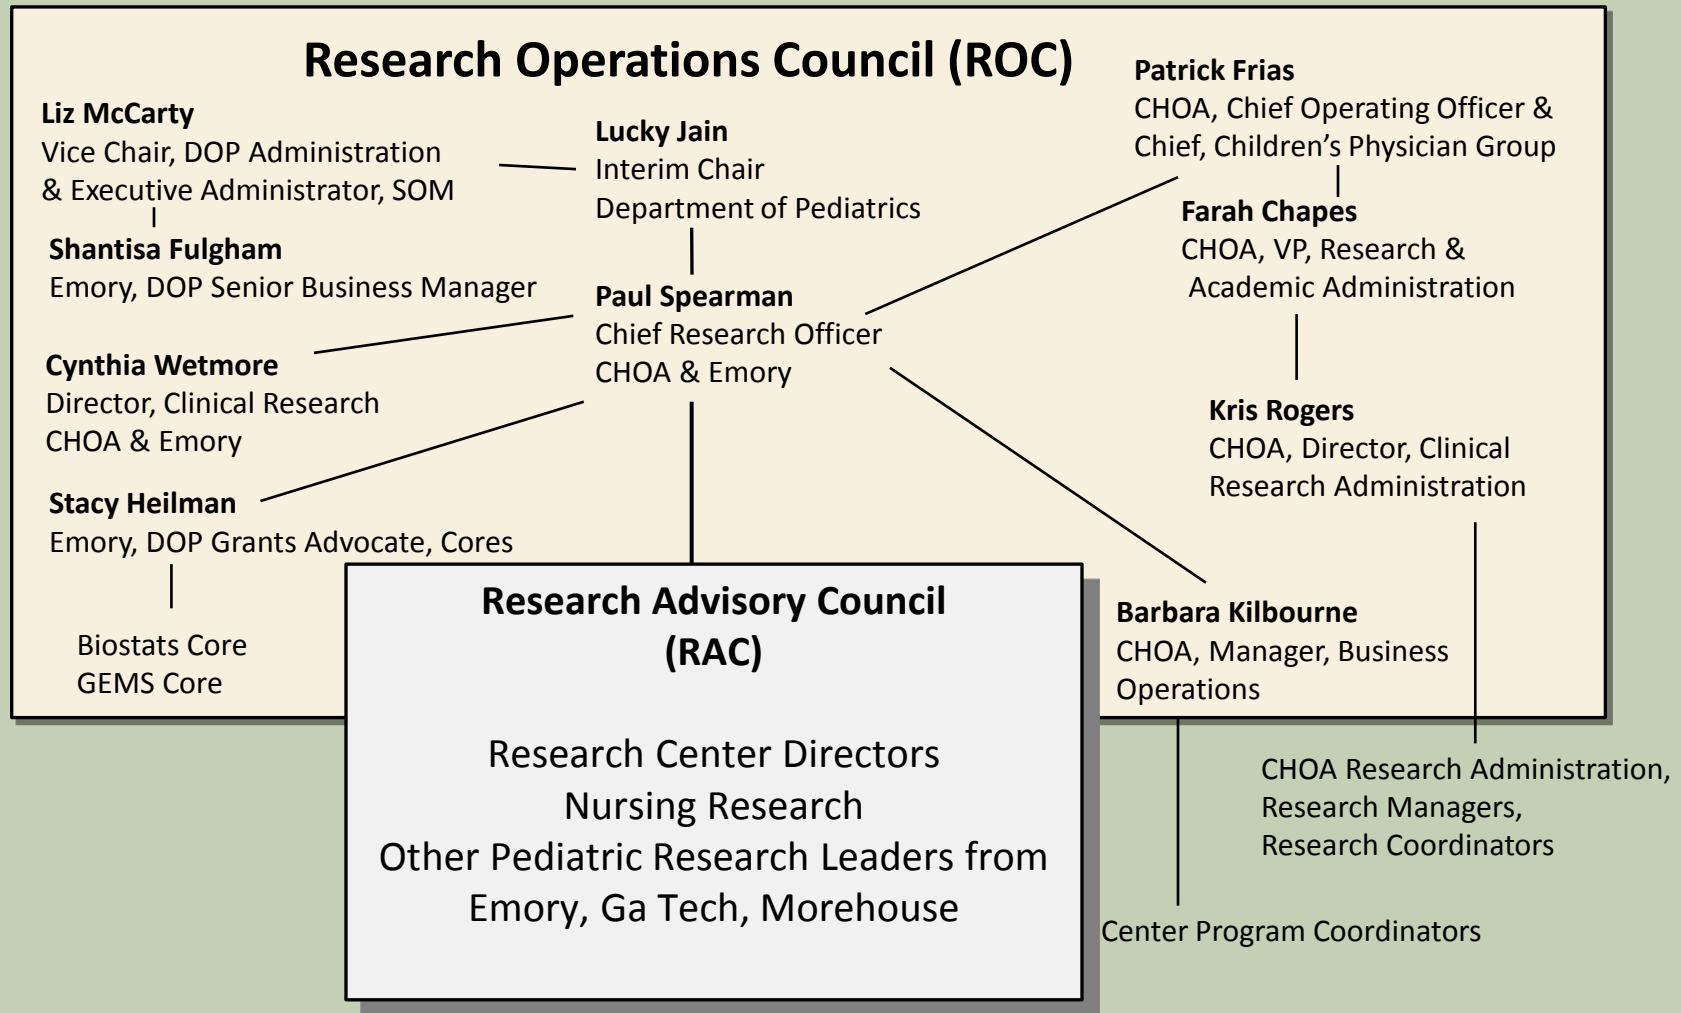 Research Operations Council (ROC)
Liz McCarty
Vice Chair, DOP Administration
& Executive Administrator, SOM
Shantisa Fulgham
Emory, DOP Senior Business Manager
Cynthia Wetmore
Director, Clinical Research
CHOA & Emory
Stacy Heilman
Emory, DOP Grants Advocate, Cores
Biostats Core
GEMS Core
Lucky Jain
Interim Chair
Department of Pediatrics
Paul Spearman
Chief Research Officer
CHOA & Emory
Patrick Frias
CHOA, Chief Operating Officer &
Chief, Children’s Physician Group
Farah Chapes
CHOA, VP, Research &
Academic Administration
Kris Rogers
CHOA, Director, Clinical
Research Administration
Barbara Kilbourne
CHOA, Manager, Business
Operations
Research Advisory Council
(RAC)
Research Center Directors
Nursing Research
Other Pediatric Research Leaders from
Emory, Ga Tech, Morehouse
CHOA Research Administration,
Research Managers,
Research Coordinators
Center Program Coordinators